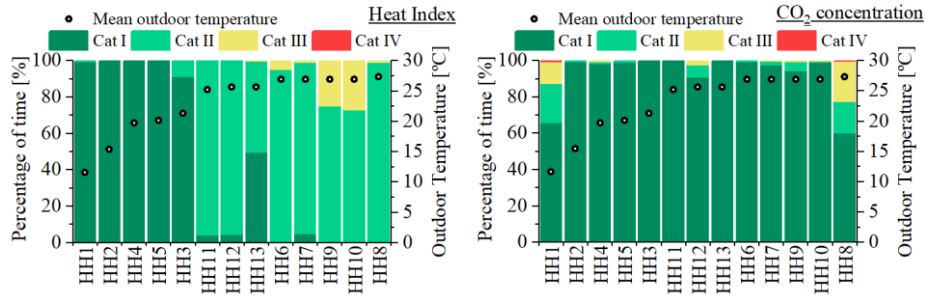 Heat Index
Mean outdoor temperature
Cat I Cat II Cat III Cat IV
Percentage of time [%]
100
80
60
40
20
0
30
25
20
15
10
5
0
Outdoor Temperature [ºC]
HH1 HH2 HH4 HH5 HH3 HH11 HH12 HH13 HH6 HH7 HH9 HH10 HH8
CO₂ concentration
Mean outdoor temperature
Cat I Cat II Cat III Cat IV
Percentage of time [%]
100
80
60
40
20
0
30
25
20
15
10
5
0
Outdoor Temperature [ºC]
HH1 HH2 HH4 HH5 HH3 HH11 HH12 HH13 HH6 HH7 HH9 HH10 HH8